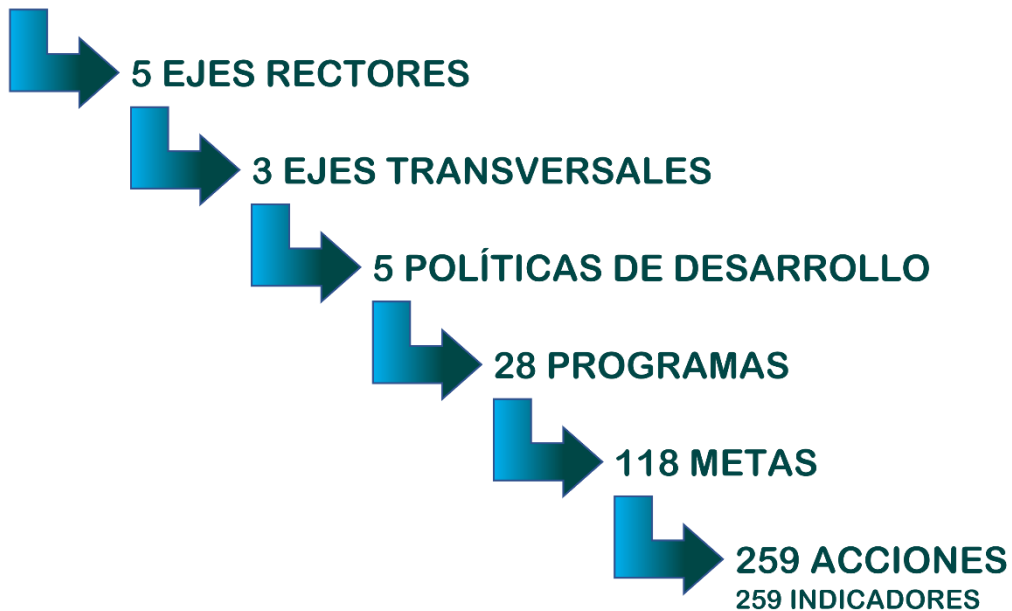 5 EJES RECTORES
3 EJES TRANSVERSALES
5 POLÍTICAS DE DESARROLLO
28 PROGRAMAS
118 METAS
259 ACCIONES
259 INDICADORES